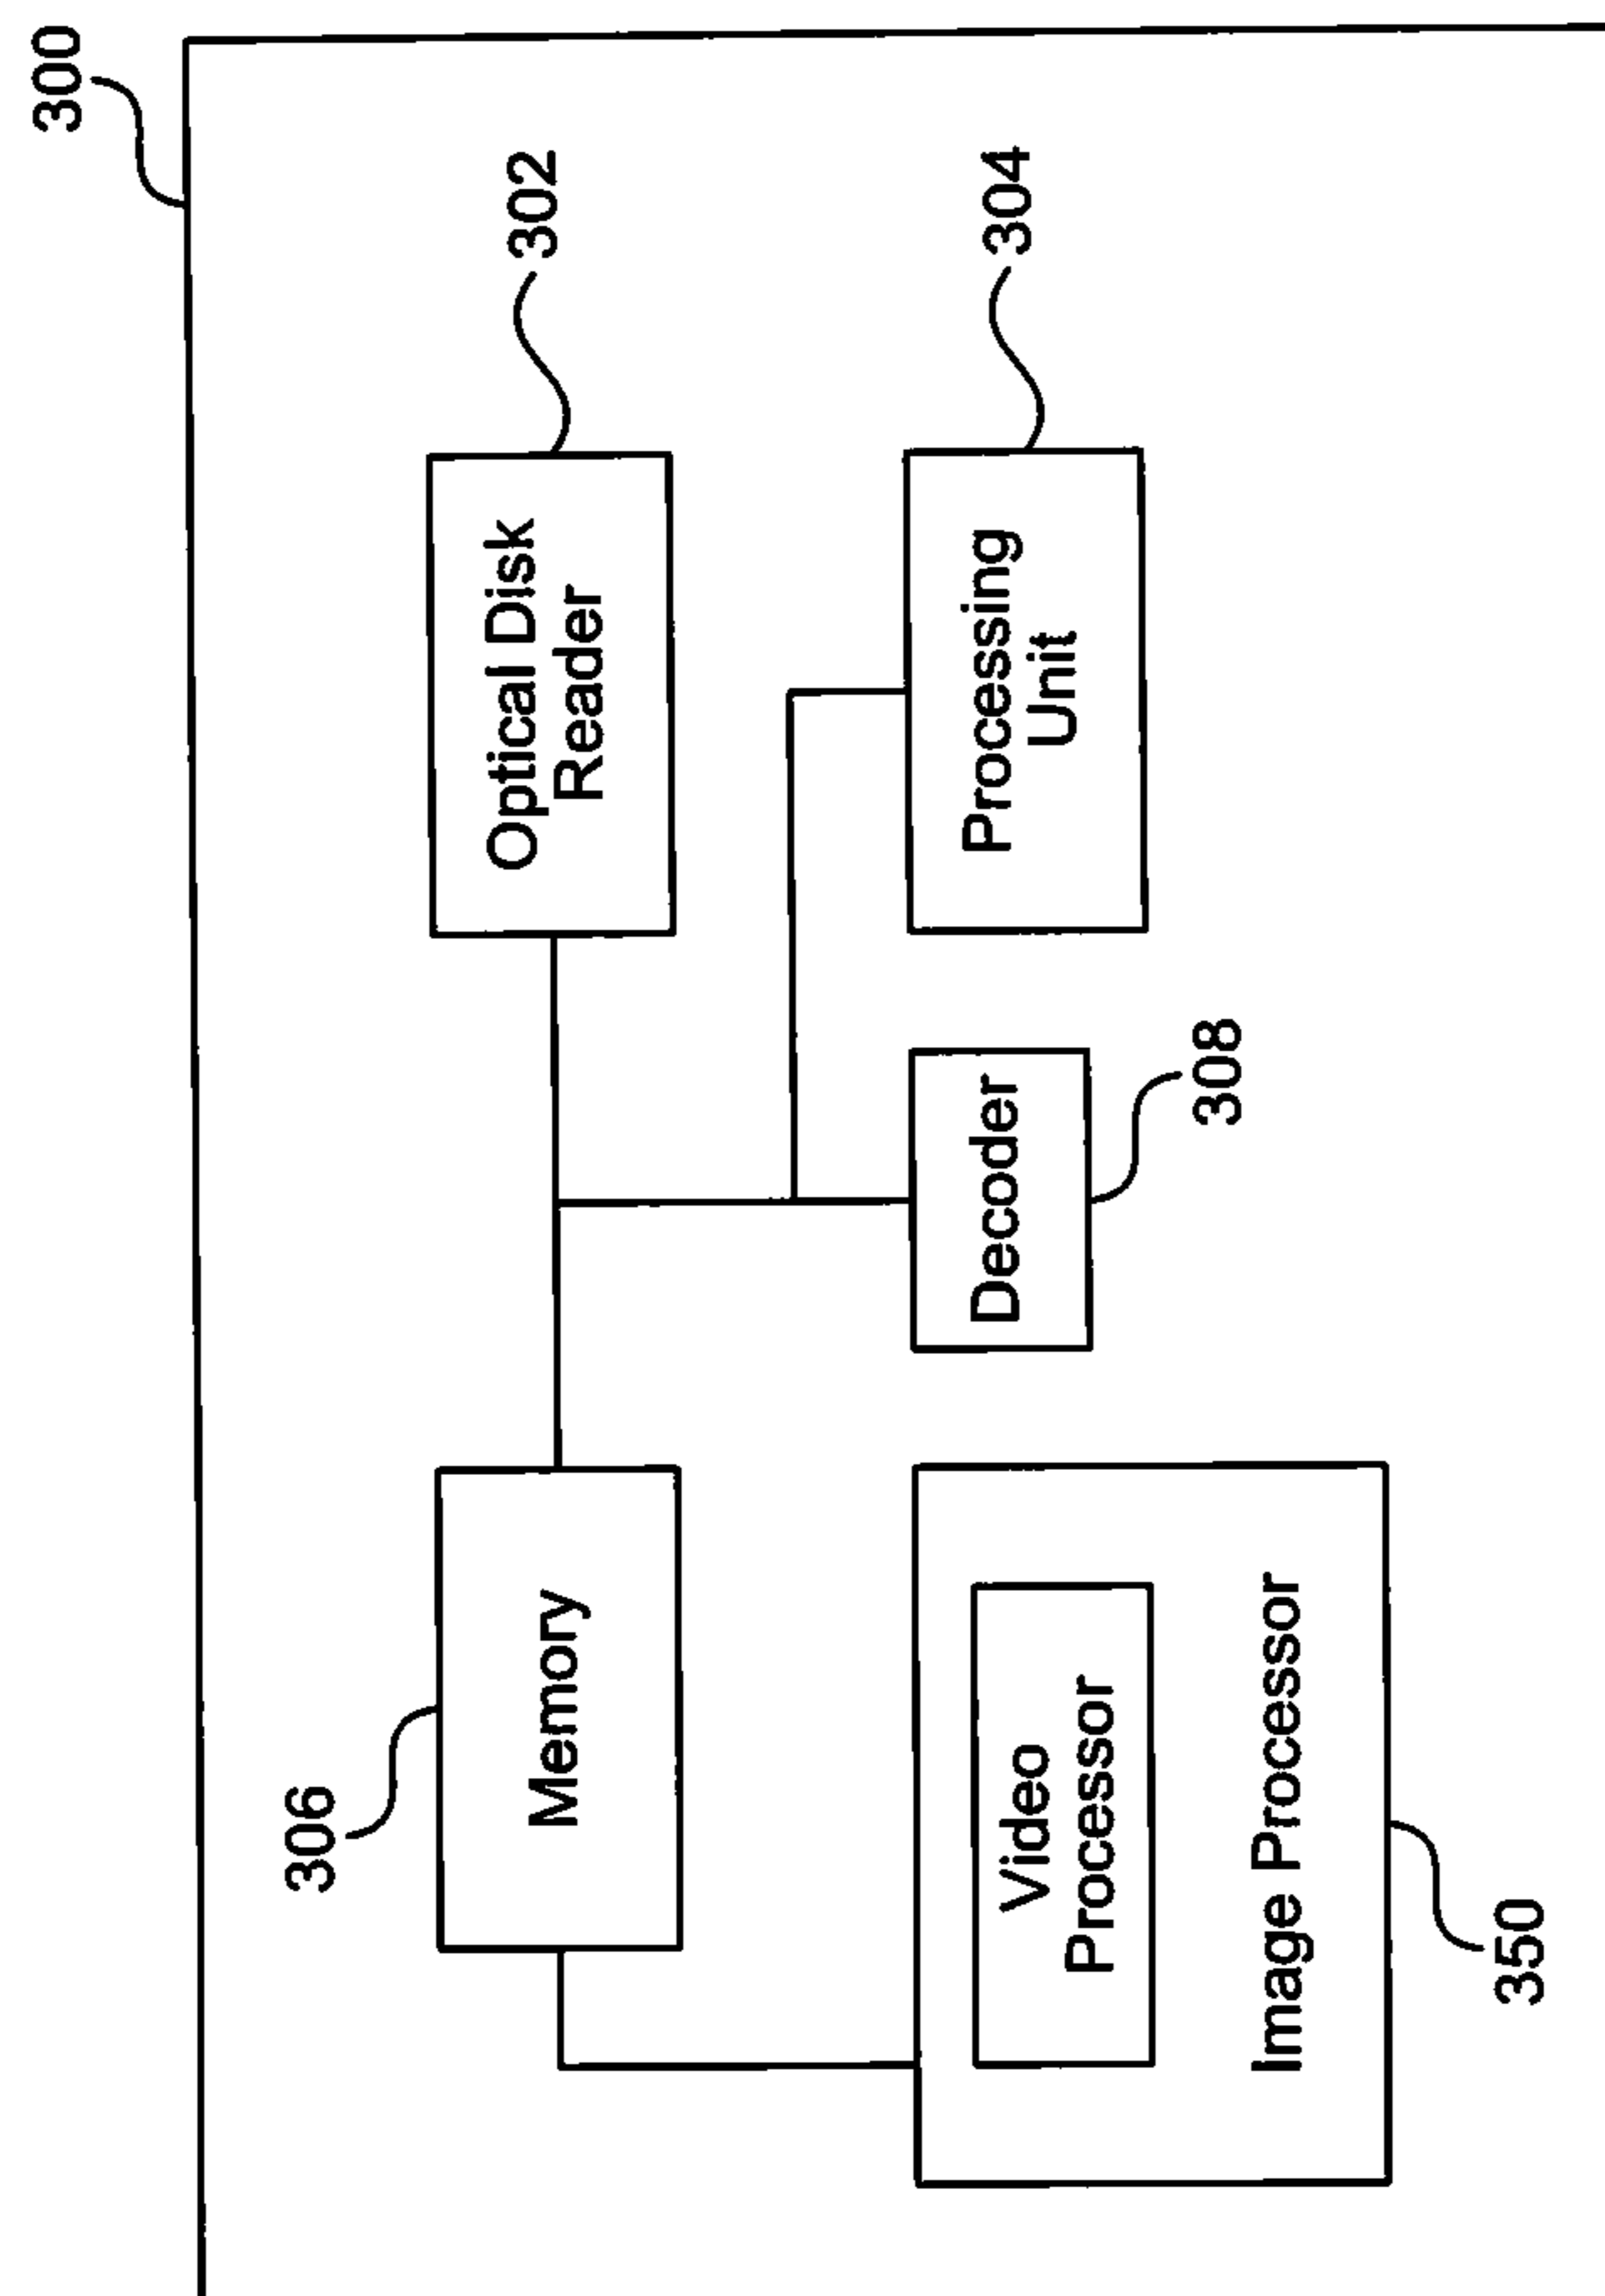 300
306
Memory
Optical Disk
Reader
302
Video
Processor
Image Processor
350
Decoder
308
Processing
Unit
304